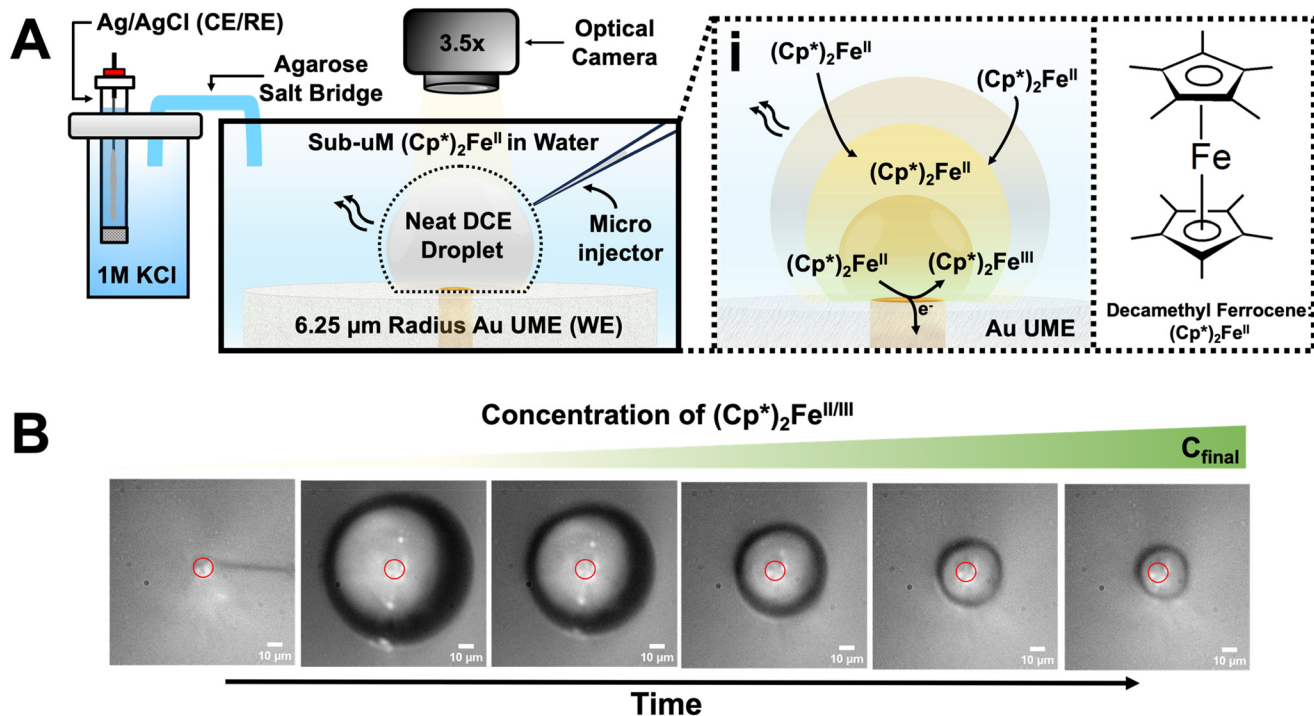 A
Ag/AgCl (CE/RE)
Agarose
Salt Bridge
1M KCl
3.5x
Optical
Camera
Sub-uM (Cp*)₂Feᴵᴵ in Water
Neat DCE
Droplet
Micro
injector
6.25 µm Radius Au UME (WE)
i
(Cp*)₂Feᴵᴵ
(Cp*)₂Feᴵᴵ
(Cp*)₂Feᴵᴵ
(Cp*)₂Feᴵᴵ
(Cp*)₂Feᴵᴵᴵ
e⁻
Au UME
Fe
Decamethyl Ferrocene:
(Cp*)₂Feᴵᴵ
B
Concentration of (Cp*)₂Feᴵᴵ/ᴵᴵᴵ
C_final
10 µm
10 µm
10 µm
10 µm
10 µm
10 µm
Time